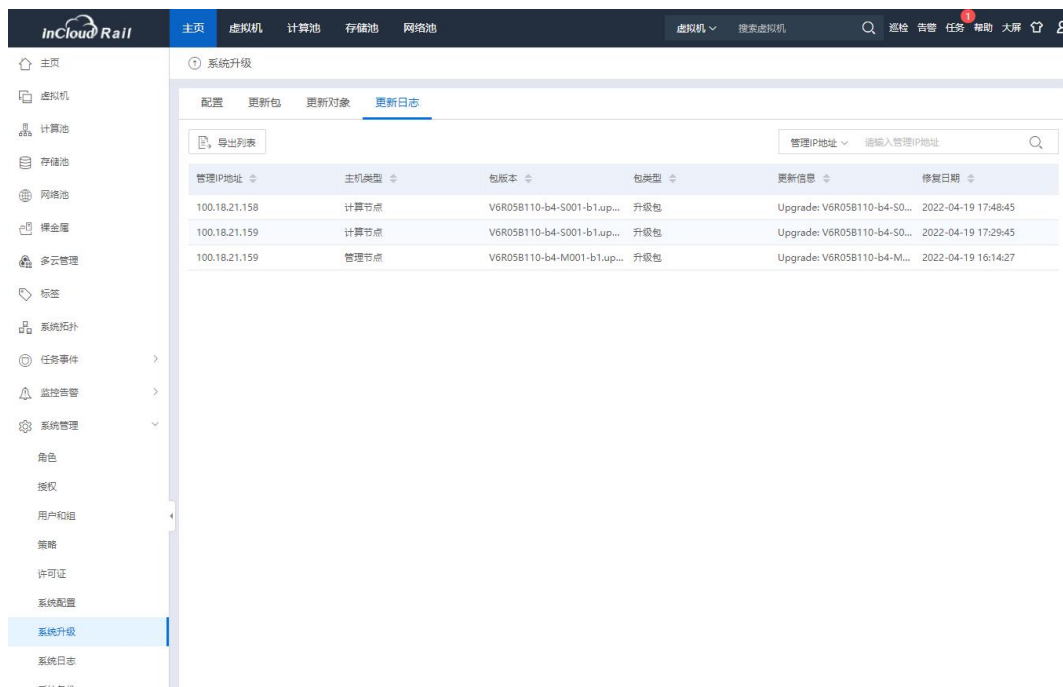 inCloud Rail
主页 虚拟机 计算池 存储池 网络池 虚拟机 搜索虚拟机 巡检 告警 任务 1 帮助 大屏
主页
虚拟机
计算池
存储池
网络池
裸金属
多云管理
标签
系统拓扑
任务事件
监控告警
系统管理
角色
授权
用户和组
策略
许可证
系统配置
系统升级
系统日志
系统升级
配置 更新包 更新对象 更新日志
导出列表 管理IP地址 请输入管理IP地址
管理IP地址 主机类型 包版本 包类型 更新信息 修复日期
100.18.21.158 计算节点 V6R05B110-b4-S001-b1.up... 升级包 Upgrade: V6R05B110-b4-S0... 2022-04-19 17:48:45
100.18.21.159 计算节点 V6R05B110-b4-S001-b1.up... 升级包 Upgrade: V6R05B110-b4-S0... 2022-04-19 17:29:45
100.18.21.159 管理节点 V6R05B110-b4-M001-b1.up... 升级包 Upgrade: V6R05B110-b4-M... 2022-04-19 16:14:27